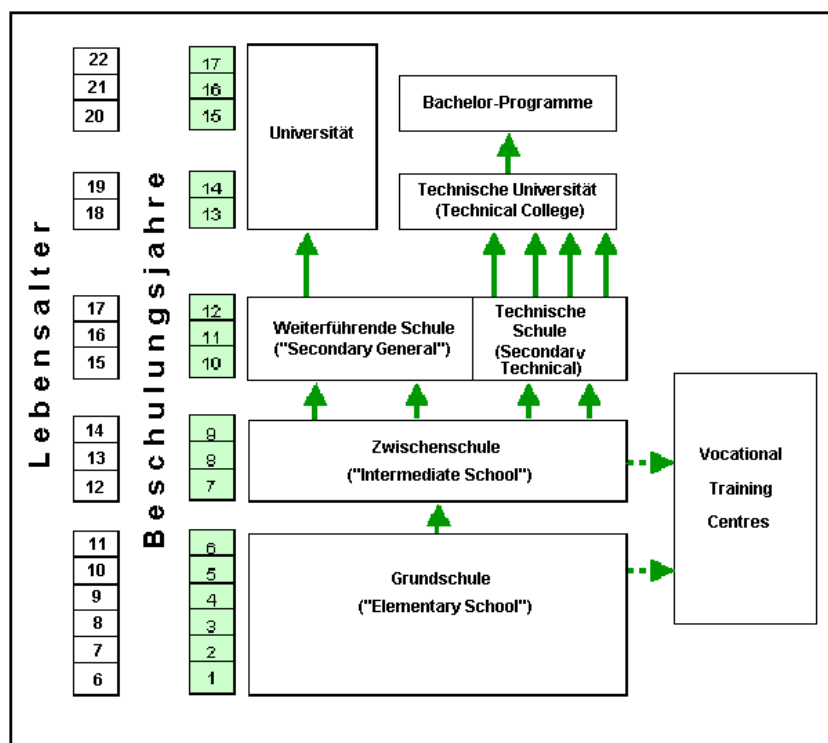 Lebensalter
Beschulungsjahre
22
21
20
19
18
17
16
15
14
13
12
11
10
9
8
7
6
17
16
15
14
13
12
11
10
9
8
7
6
5
4
3
2
1
Universität
Bachelor-Programme
Technische Universität
(Technical College)
Weiterführende Schule
("Secondary General")
Technische
Schule
(Secondary
Technical)
Zwischenschule
("Intermediate School")
Grundschule
("Elementary School")
Vocational
Training
Centres